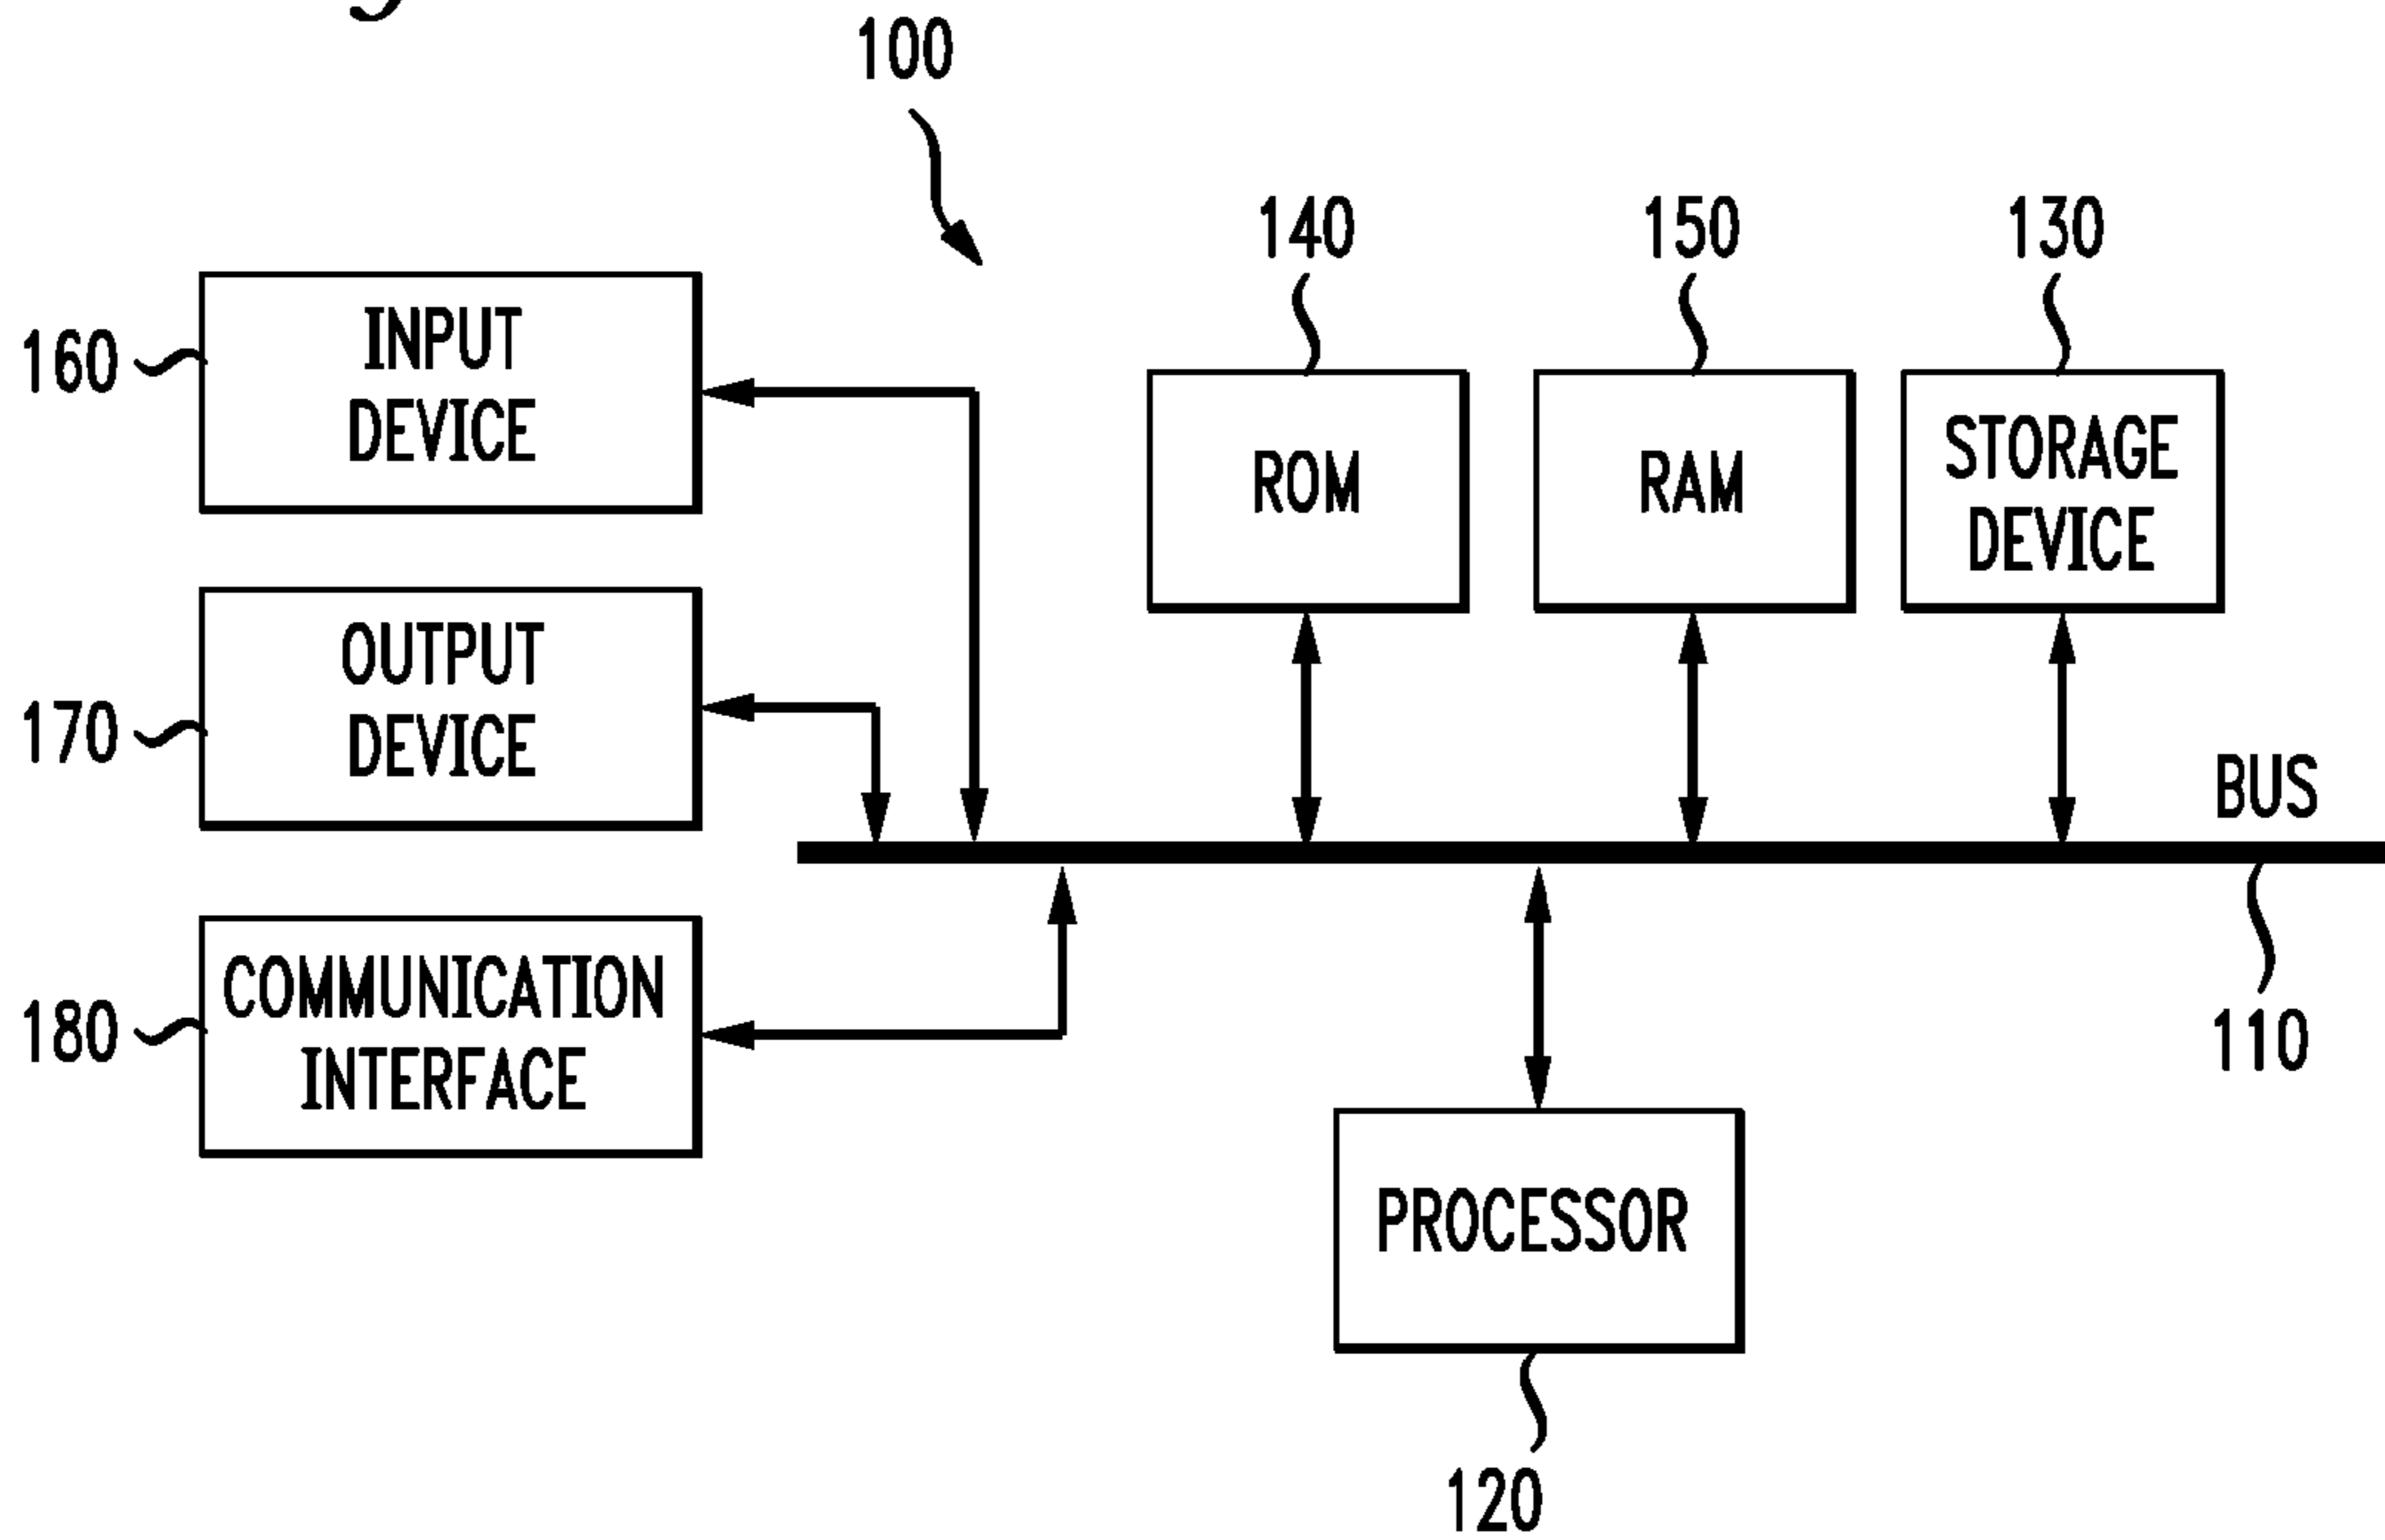 100
140
150
130
160
INPUT
DEVICE
ROM
RAM
STORAGE
DEVICE
170
OUTPUT
DEVICE
BUS
180
COMMUNICATION
INTERFACE
110
PROCESSOR
120